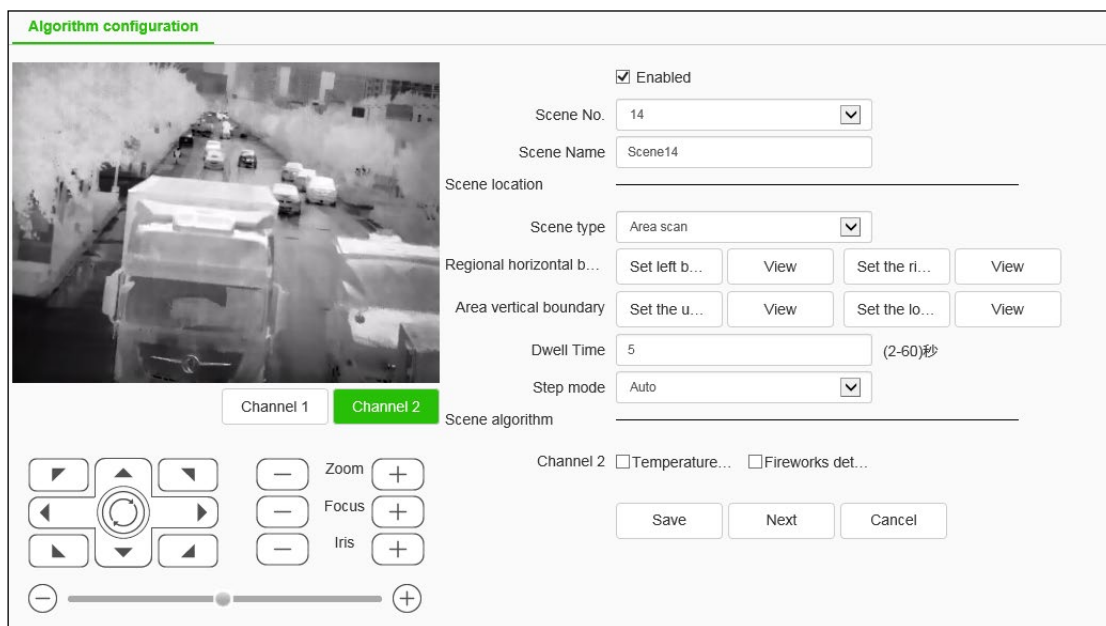 Algorithm configuration
Enabled
Scene No. 14
Scene Name Scene14
Scene location
Scene type Area scan
Regional horizontal b... Set left b... View Set the ri... View
Area vertical boundary Set the u... View Set the lo... View
Dwell Time 5 (2-60)秒
Step mode Auto
Channel 1 Channel 2
Scene algorithm
Channel 2 Temperature... Fireworks det...
Zoom
Focus
Iris
Save Next Cancel